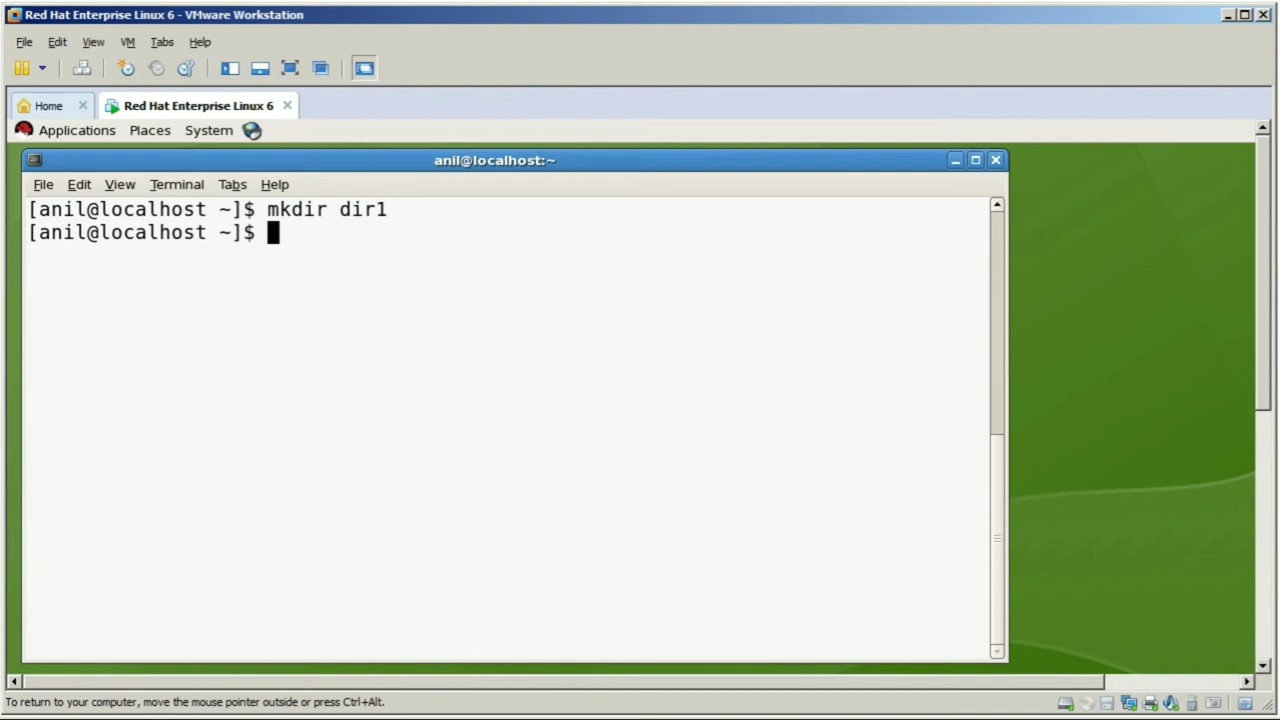 Red Hat Enterprise Linux 6 - VMware Workstation
File Edit View VM Tabs Help
Home Red Hat Enterprise Linux 6
Applications Places System
anil@localhost:~
File Edit View Terminal Tabs Help
[anil@localhost ~]$ mkdir dir1
[anil@localhost ~]$
To return to your computer, move the mouse pointer outside or press Ctrl+Alt.